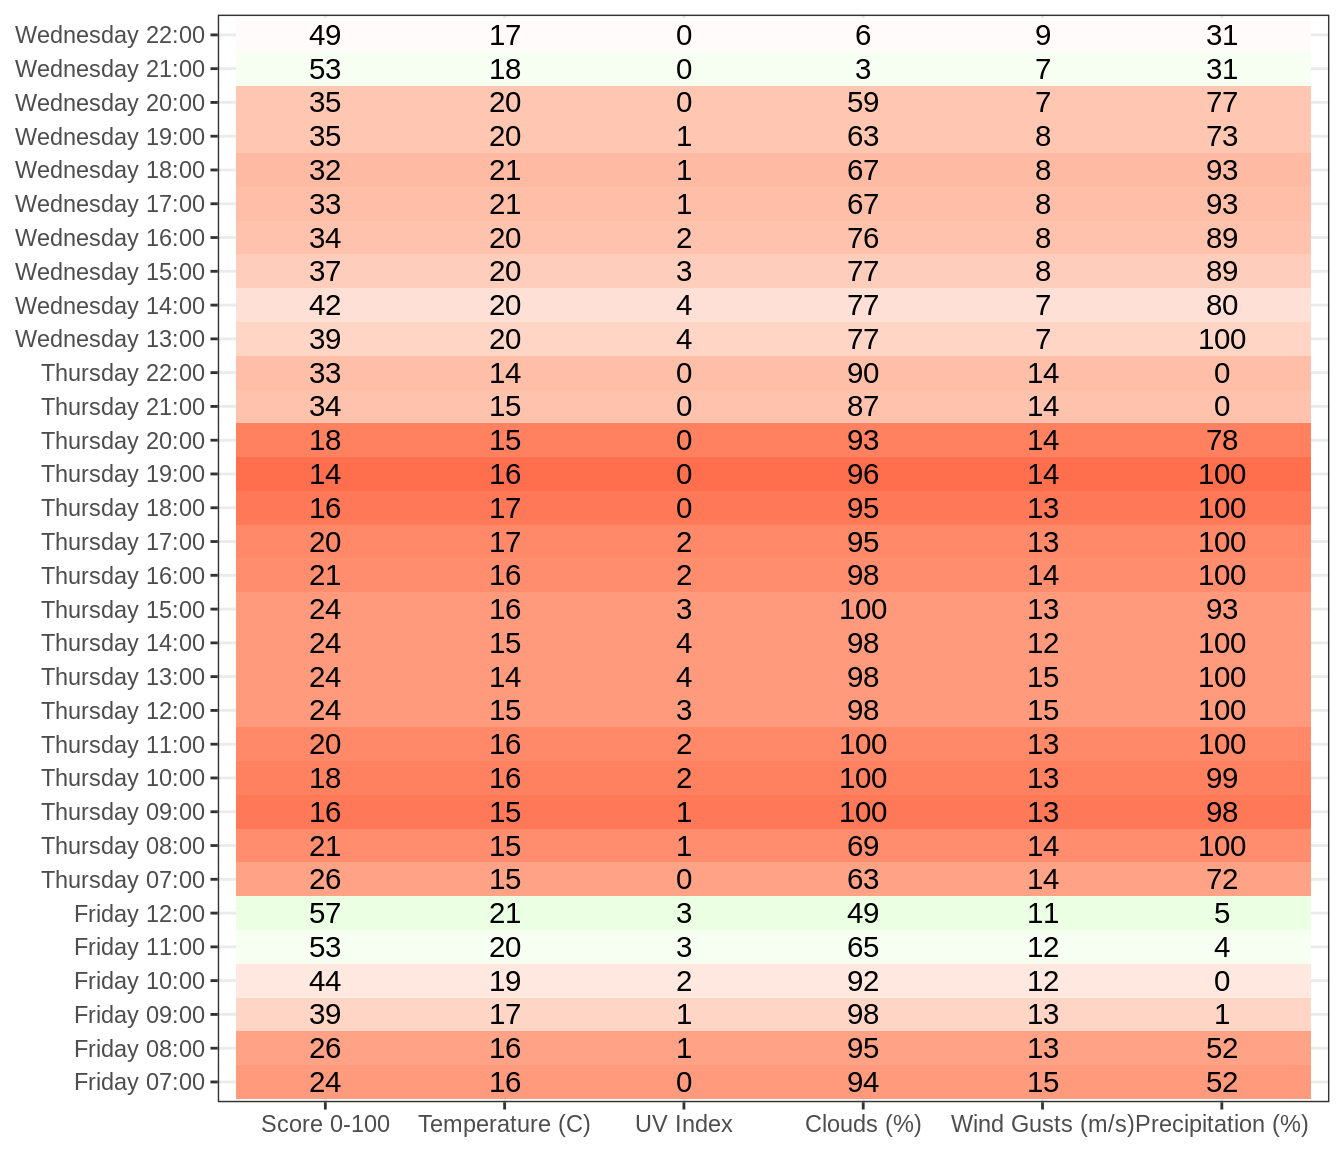 Wednesday 22:00 49 17 0 6 9 31
Wednesday 21:00 53 18 0 3 7 31
Wednesday 20:00 35 20 0 59 7 77
Wednesday 19:00 35 20 1 63 8 73
Wednesday 18:00 32 21 1 67 8 93
Wednesday 17:00 33 21 1 67 8 93
Wednesday 16:00 34 20 2 76 8 89
Wednesday 15:00 37 20 3 77 8 89
Wednesday 14:00 42 20 4 77 7 80
Wednesday 13:00 39 20 4 77 7 100
Thursday 22:00 33 14 0 90 14 0
Thursday 21:00 34 15 0 87 14 0
Thursday 20:00 18 15 0 93 14 78
Thursday 19:00 14 16 0 96 14 100
Thursday 18:00 16 17 0 95 13 100
Thursday 17:00 20 17 2 95 13 100
Thursday 16:00 21 16 2 98 14 100
Thursday 15:00 24 16 3 100 13 93
Thursday 14:00 24 15 4 98 12 100
Thursday 13:00 24 14 4 98 15 100
Thursday 12:00 24 15 3 98 15 100
Thursday 11:00 20 16 2 100 13 100
Thursday 10:00 18 16 2 100 13 99
Thursday 09:00 16 15 1 100 13 98
Thursday 08:00 21 15 1 69 14 100
Thursday 07:00 26 15 0 63 14 72
Friday 12:00 57 21 3 49 11 5
Friday 11:00 53 20 3 65 12 4
Friday 10:00 44 19 2 92 12 0
Friday 09:00 39 17 1 98 13 1
Friday 08:00 26 16 1 95 13 52
Friday 07:00 24 16 0 94 15 52
Score 0-100 Temperature (C) UV Index Clouds (%) Wind Gusts (m/s) Precipitation (%)